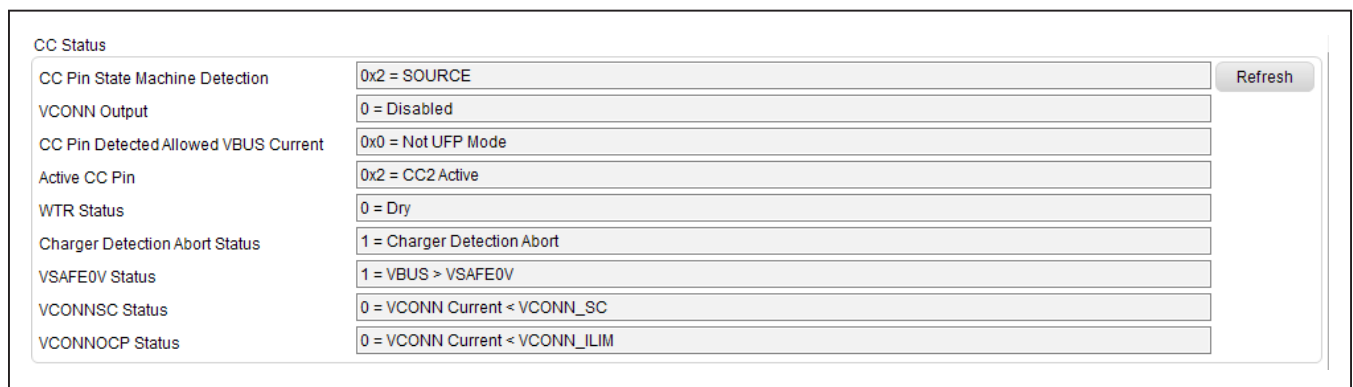 CC Status
CC Pin State Machine Detection 0x2 = SOURCE Refresh
VCONN Output 0 = Disabled
CC Pin Detected Allowed VBUS Current 0x0 = Not UFP Mode
Active CC Pin 0x2 = CC2 Active
WTR Status 0 = Dry
Charger Detection Abort Status 1 = Charger Detection Abort
VSAFE0V Status 1 = VBUS > VSAFE0V
VCONNSC Status 0 = VCONN Current < VCONN_SC
VCONNOCP Status 0 = VCONN Current < VCONN_ILIM